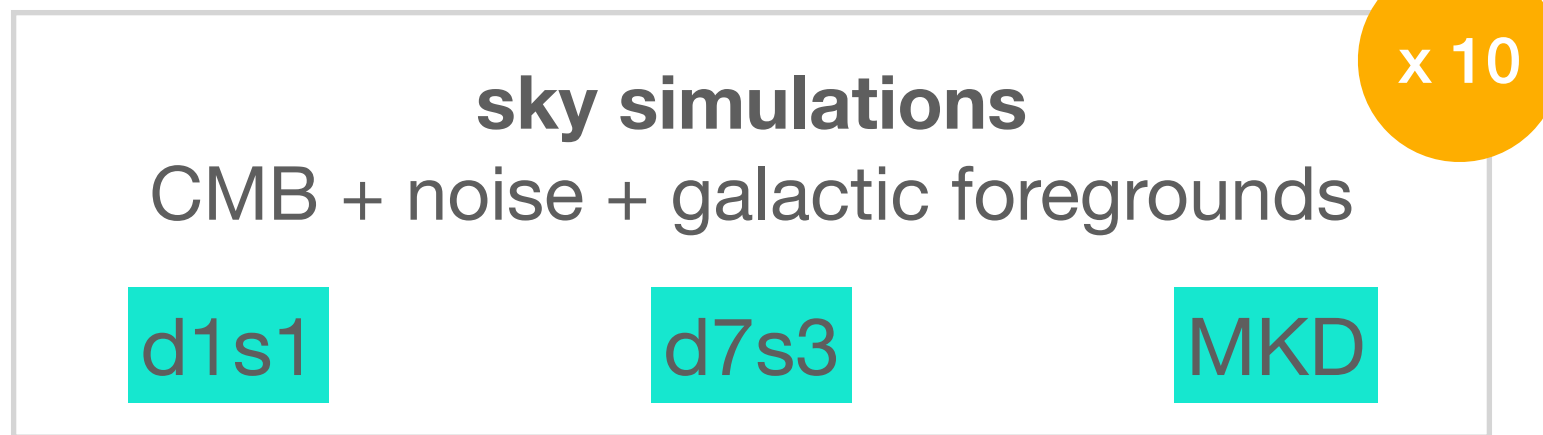 x 10
sky simulations
CMB + noise + galactic foregrounds
d1s1 d7s3 MKD